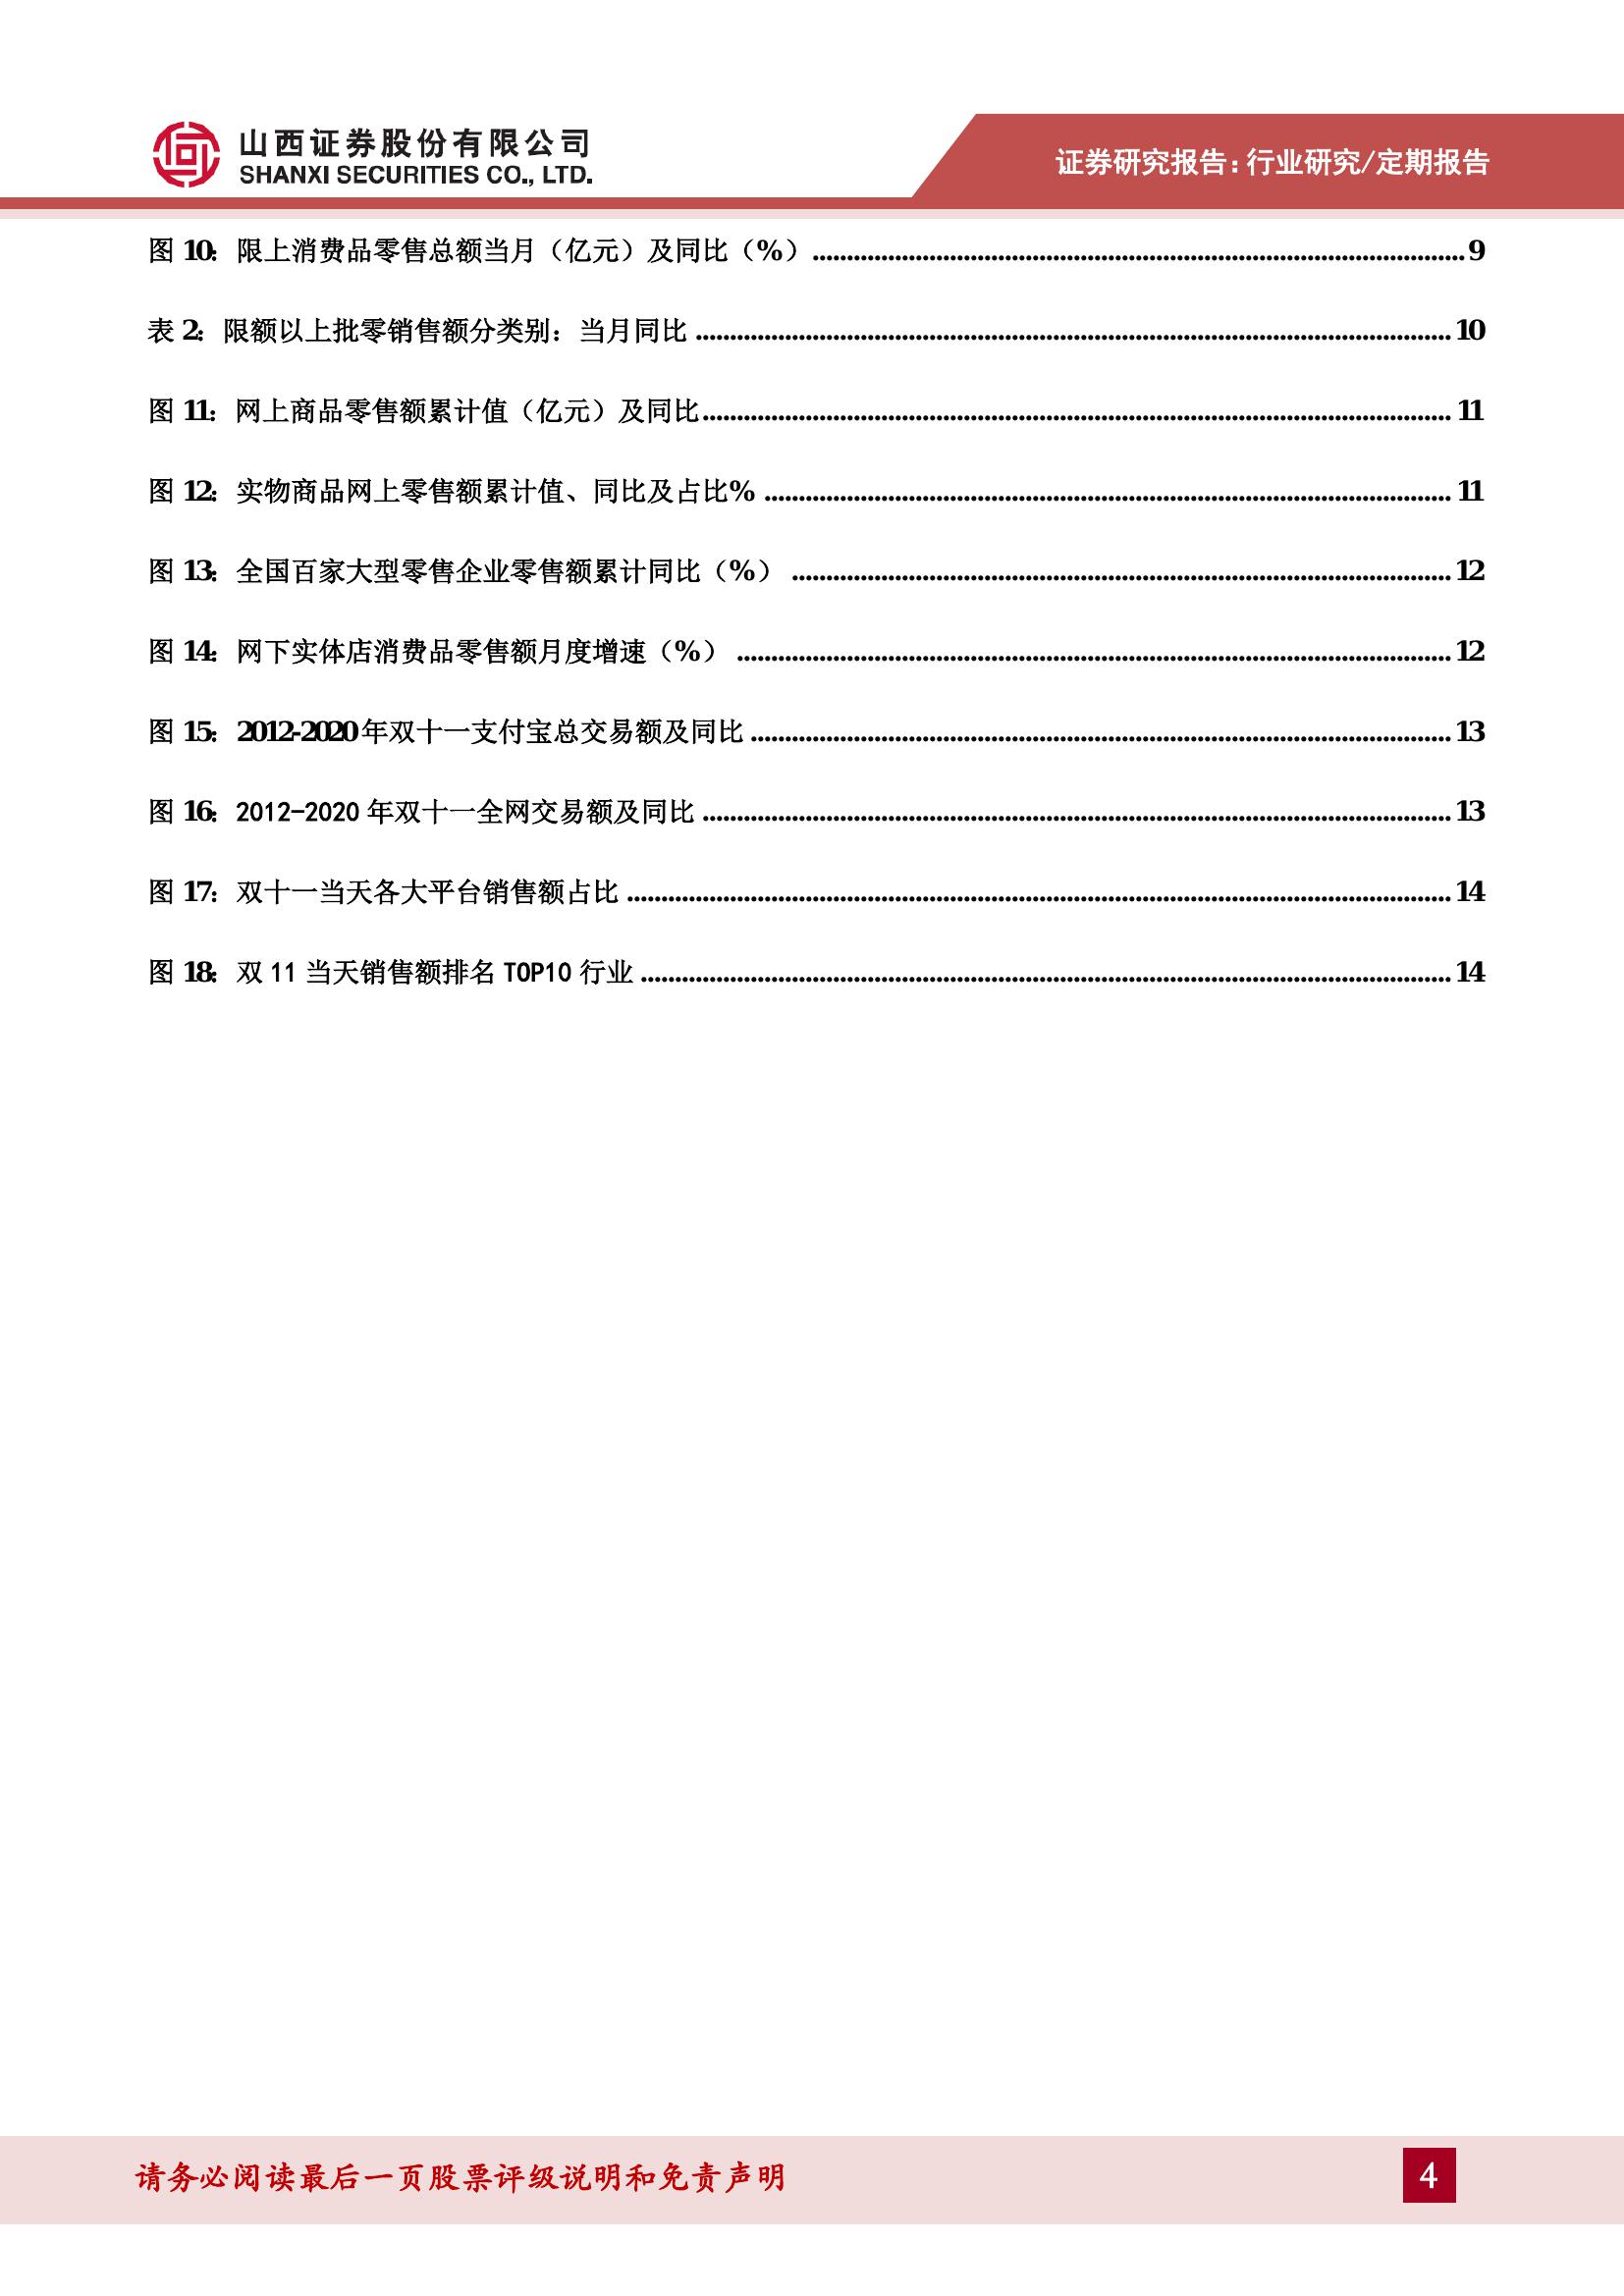 山西证券股份有限公司
SHANXI SECURITIES CO., LTD.
证券研究报告:行业研究/定期报告
图 10：限上消费品零售总额当月（亿元）及同比（%）........................................................................9
表 2：限额以上批零销售额分类别：当月同比........................................................................10
图 11：网上商品零售额累计值（亿元）及同比........................................................................11
图 12：实物商品网上零售额累计值、同比及占比%........................................................................11
图 13：全国百家大型零售企业零售额累计同比（%）........................................................................12
图 14：网下实体店消费品零售额月度增速（%）........................................................................12
图 15：2012-2020 年双十一支付宝总交易额及同比........................................................................13
图 16：2012-2020 年双十一全网交易额及同比........................................................................13
图 17：双十一当天各大平台销售额占比........................................................................14
图 18：双 11 当天销售额排名 TOP10 行业........................................................................14
请务必阅读最后一页股票评级说明和免责声明
4